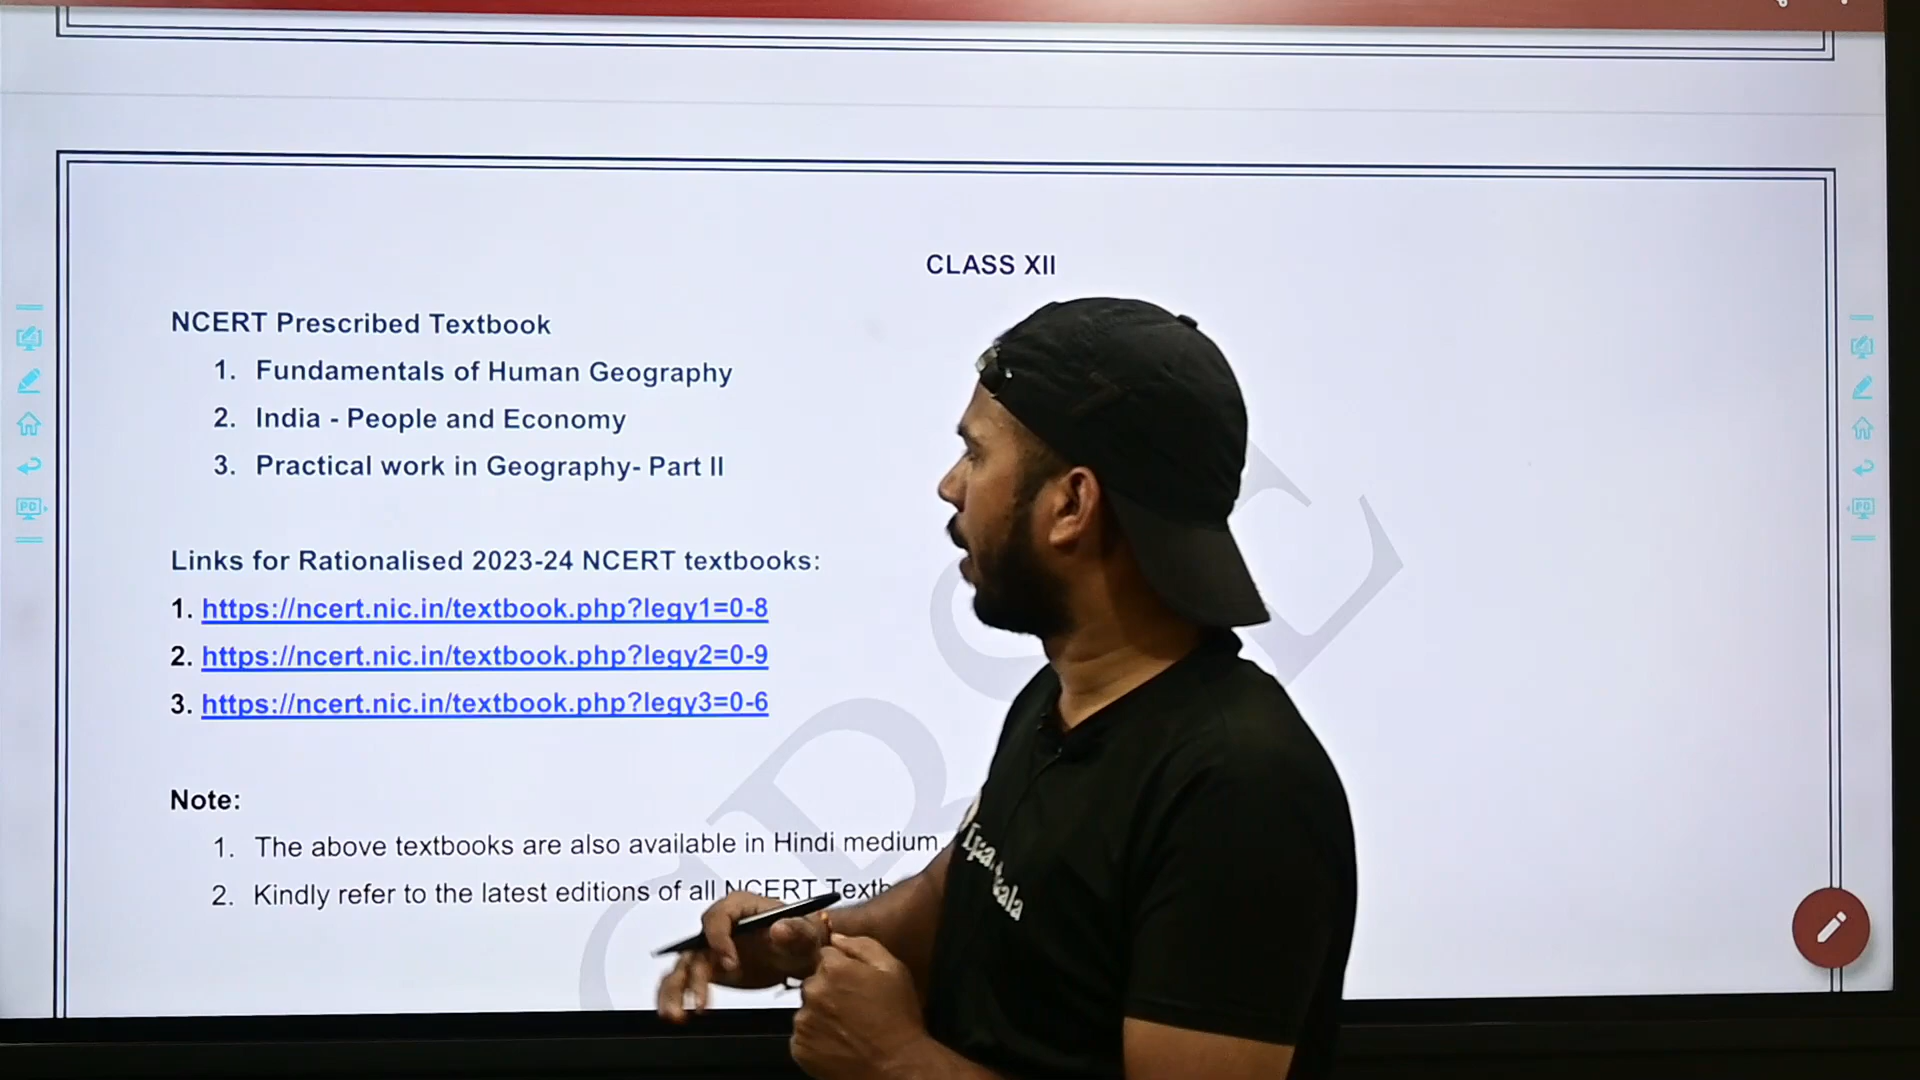 CLASS XII
NCERT Prescribed Textbook
1. Fundamentals of Human Geography
2. India - People and Economy
3. Practical work in Geography- Part II
Links for Rationalised 2023-24 NCERT textbooks:
1. https://ncert.nic.in/textbook.php?legy1=0-8
2. https://ncert.nic.in/textbook.php?legy2=0-9
3. https://ncert.nic.in/textbook.php?legy3=0-6
Note:
1. The above textbooks are also available in Hindi medium.
2. Kindly refer to the latest editions of all NCERT
CBSE
PC
PC